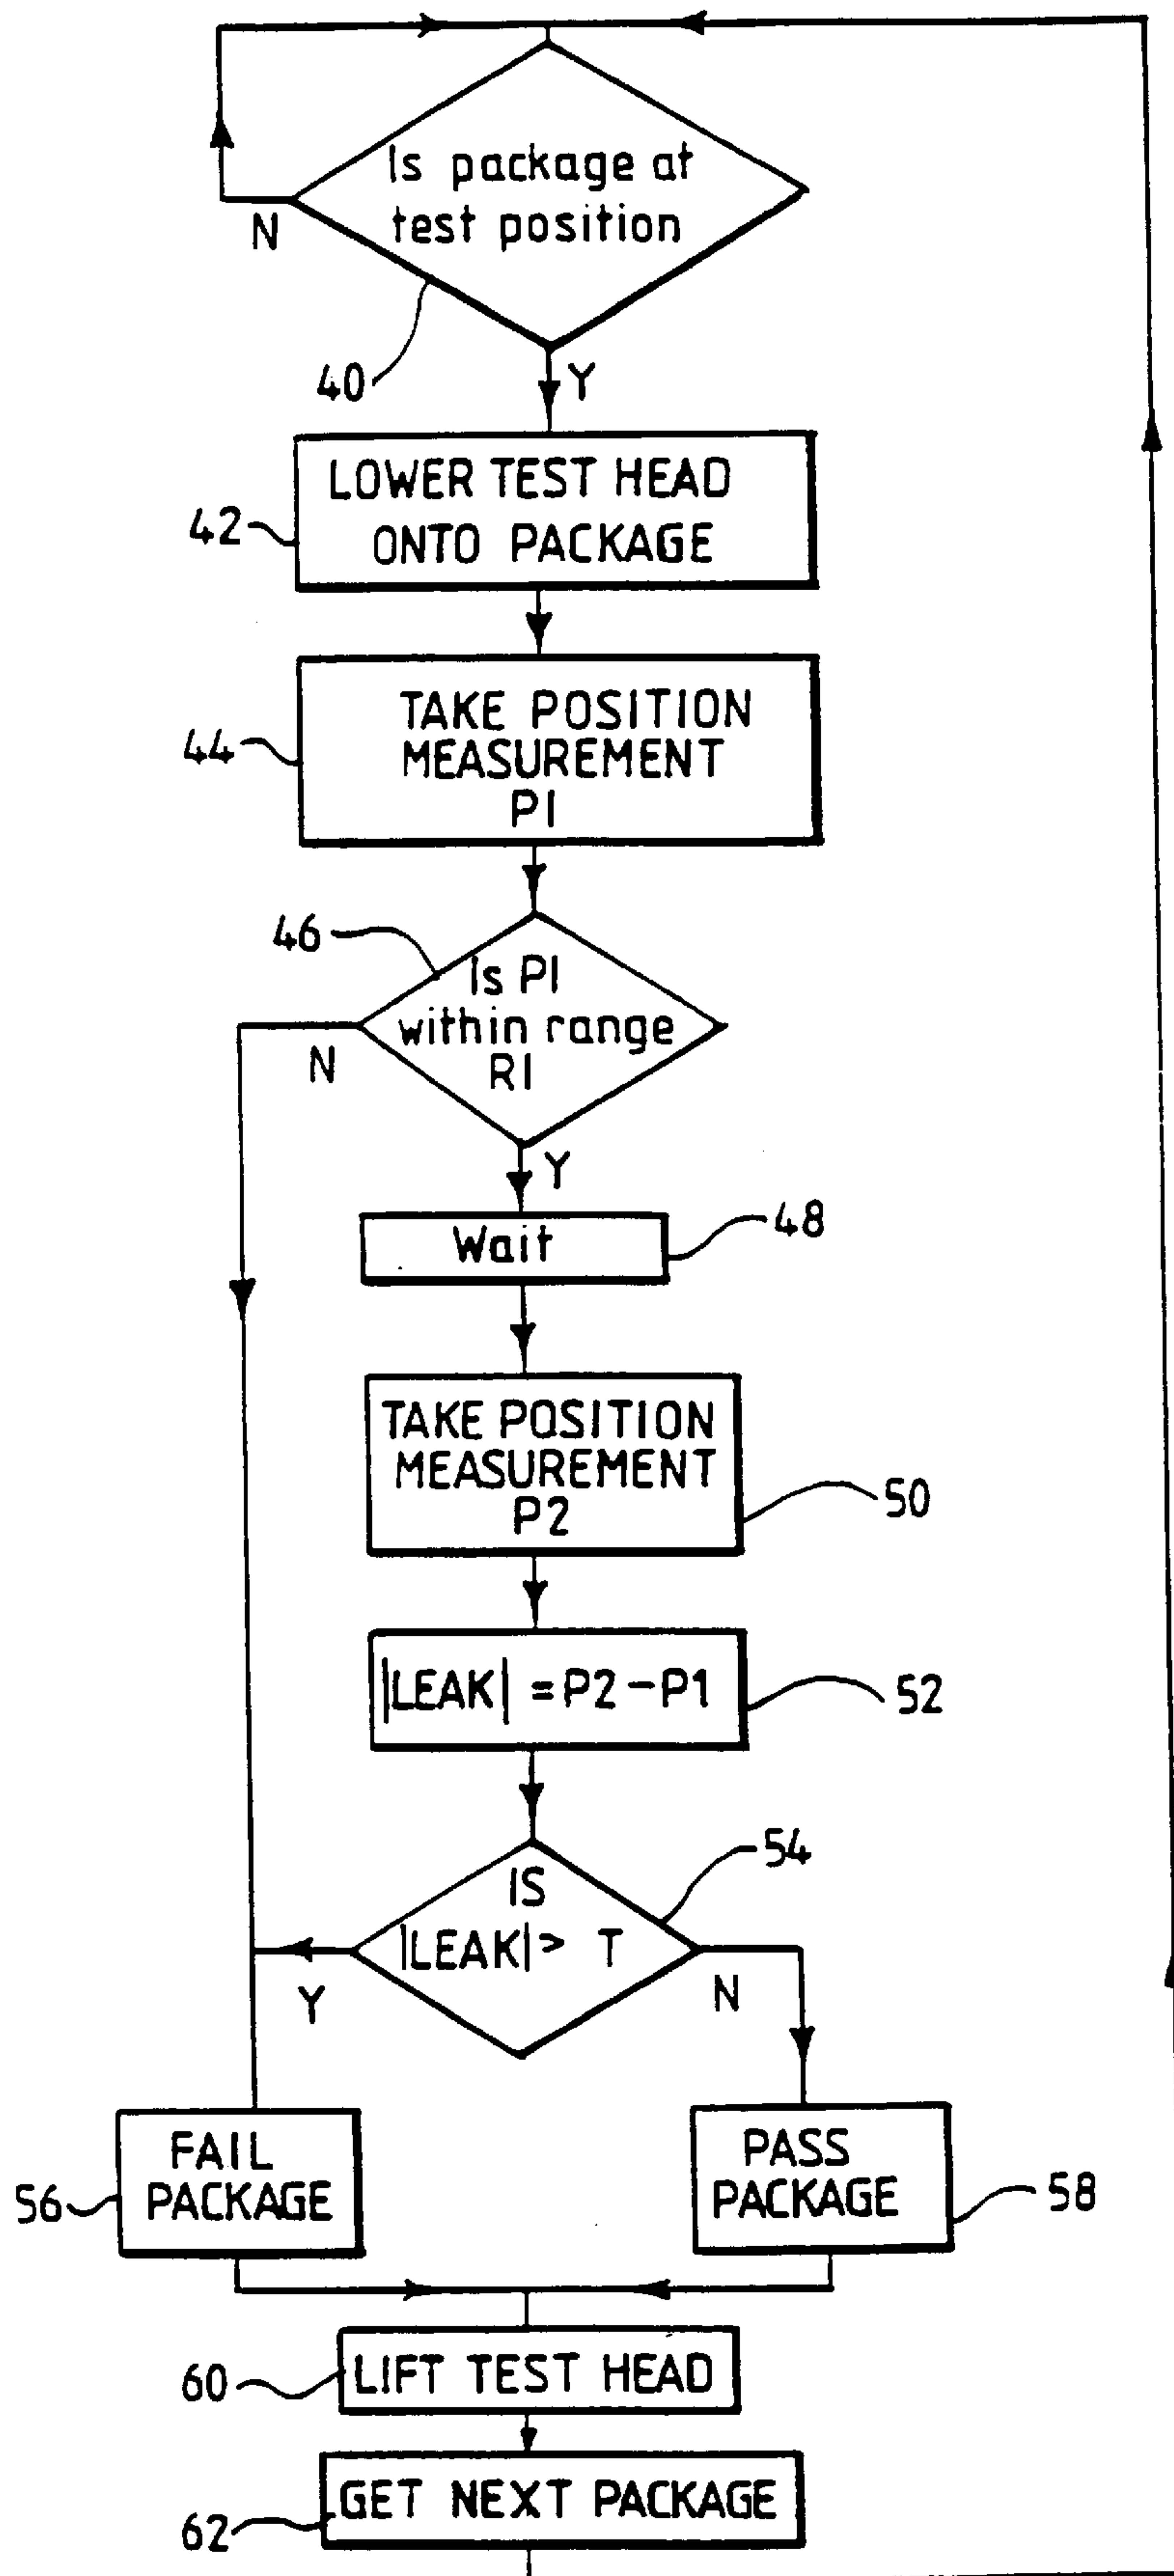 Is package at
test position
N
40
Y
LOWER TEST HEAD
ONTO PACKAGE
42
TAKE POSITION
MEASUREMENT
P1
44
46
Is P1
within range
R1
N
Y
Wait
48
TAKE POSITION
MEASUREMENT
P2
50
|LEAK| = P2-P1
52
54
IS
|LEAK| > T
Y
N
FAIL
PACKAGE
56
PASS
PACKAGE
58
LIFT TEST HEAD
60
GET NEXT PACKAGE
62